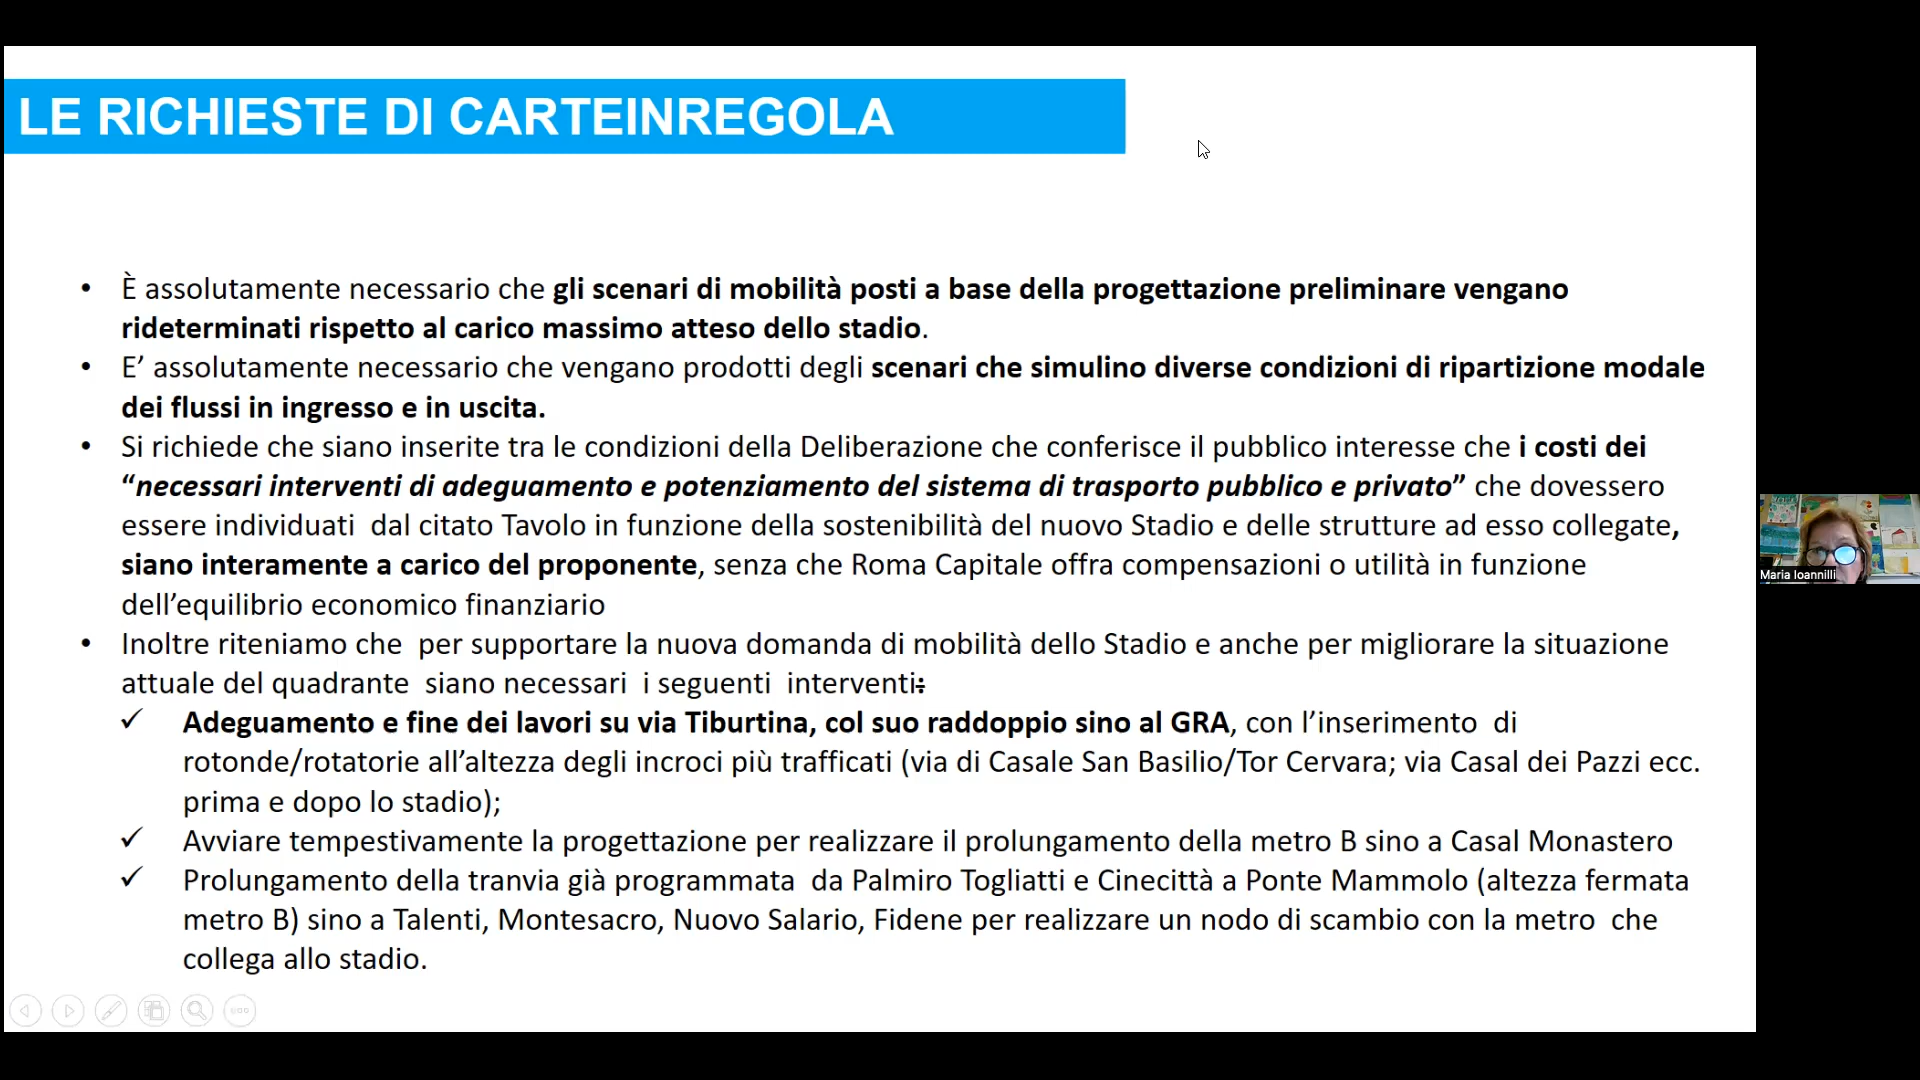 LE RICHIESTE DI CARTEINREGOLA
• È assolutamente necessario che gli scenari di mobilità posti a base della progettazione preliminare vengano
rideterminati rispetto al carico massimo atteso dello stadio.
• E’ assolutamente necessario che vengano prodotti degli scenari che simulino diverse condizioni di ripartizione modale
dei flussi in ingresso e in uscita.
• Si richiede che siano inserite tra le condizioni della Deliberazione che conferisce il pubblico interesse che i costi dei
“necessari interventi di adeguamento e potenziamento del sistema di trasporto pubblico e privato” che dovessero
essere individuati dal citato Tavolo in funzione della sostenibilità del nuovo Stadio e delle strutture ad esso collegate,
siano interamente a carico del proponente, senza che Roma Capitale offra compensazioni o utilità in funzione
dell’equilibrio economico finanziario
• Inoltre riteniamo che per supportare la nuova domanda di mobilità dello Stadio e anche per migliorare la situazione
attuale del quadrante siano necessari i seguenti interventi:
✓ Adeguamento e fine dei lavori su via Tiburtina, col suo raddoppio sino al GRA, con l’inserimento di
rotonde/rotatorie all’altezza degli incroci più trafficati (via di Casale San Basilio/Tor Cervara; via Casal dei Pazzi ecc.
prima e dopo lo stadio);
✓ Avviare tempestivamente la progettazione per realizzare il prolungamento della metro B sino a Casal Monastero
✓ Prolungamento della tranvia già programmata da Palmiro Togliatti e Cinecittà a Ponte Mammolo (altezza fermata
metro B) sino a Talenti, Montesacro, Nuovo Salario, Fidene per realizzare un nodo di scambio con la metro che
collega allo stadio.
Maria Ioannilli